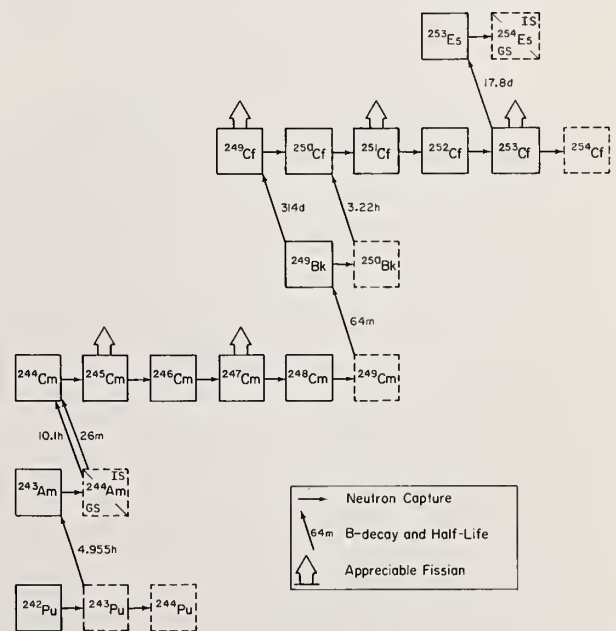 253Es
IS
254Es
GS
17.8d
249Cf
250Cf
251Cf
252Cf
253Cf
254Cf
314d
3.22h
249Bk
250Bk
64m
244Cm
245Cm
246Cm
247Cm
248Cm
249Cm
10.1h
26m
243Am
IS
244Am
GS
4.955h
242Pu
243Pu
244Pu
Neutron Capture
64m
B-decay and Half-Life
Appreciable Fission